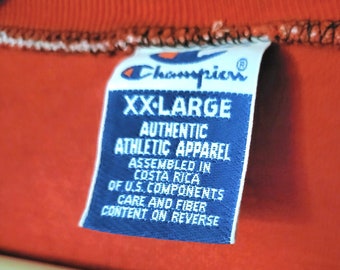 Champion®
XX-LARGE
AUTHENTIC
ATHLETIC APPAREL
ASSEMBLED IN
COSTA RICA
OF U.S. COMPONENTS
CARE AND FIBER
CONTENT ON REVERSE